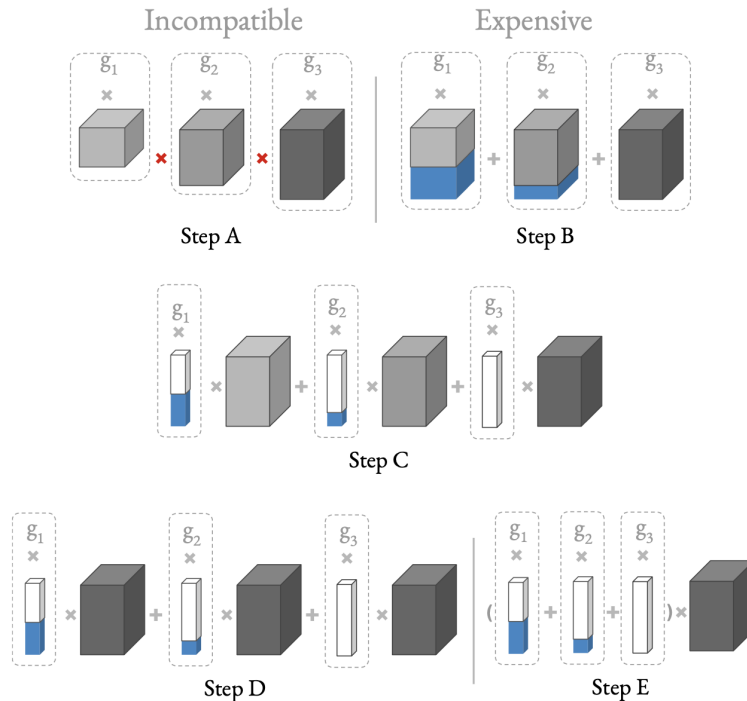 Incompatible
Expensive
g1 g2 g3
× × ×
× ×
g1 g2 g3
× × ×
+ +
Step A
Step B
g1 g2 g3
× × ×
× + × + ×
Step C
g1 g2 g3
× × ×
× + × + ×
g1 g2 g3
× × ×
( + + ) ×
Step D
Step E